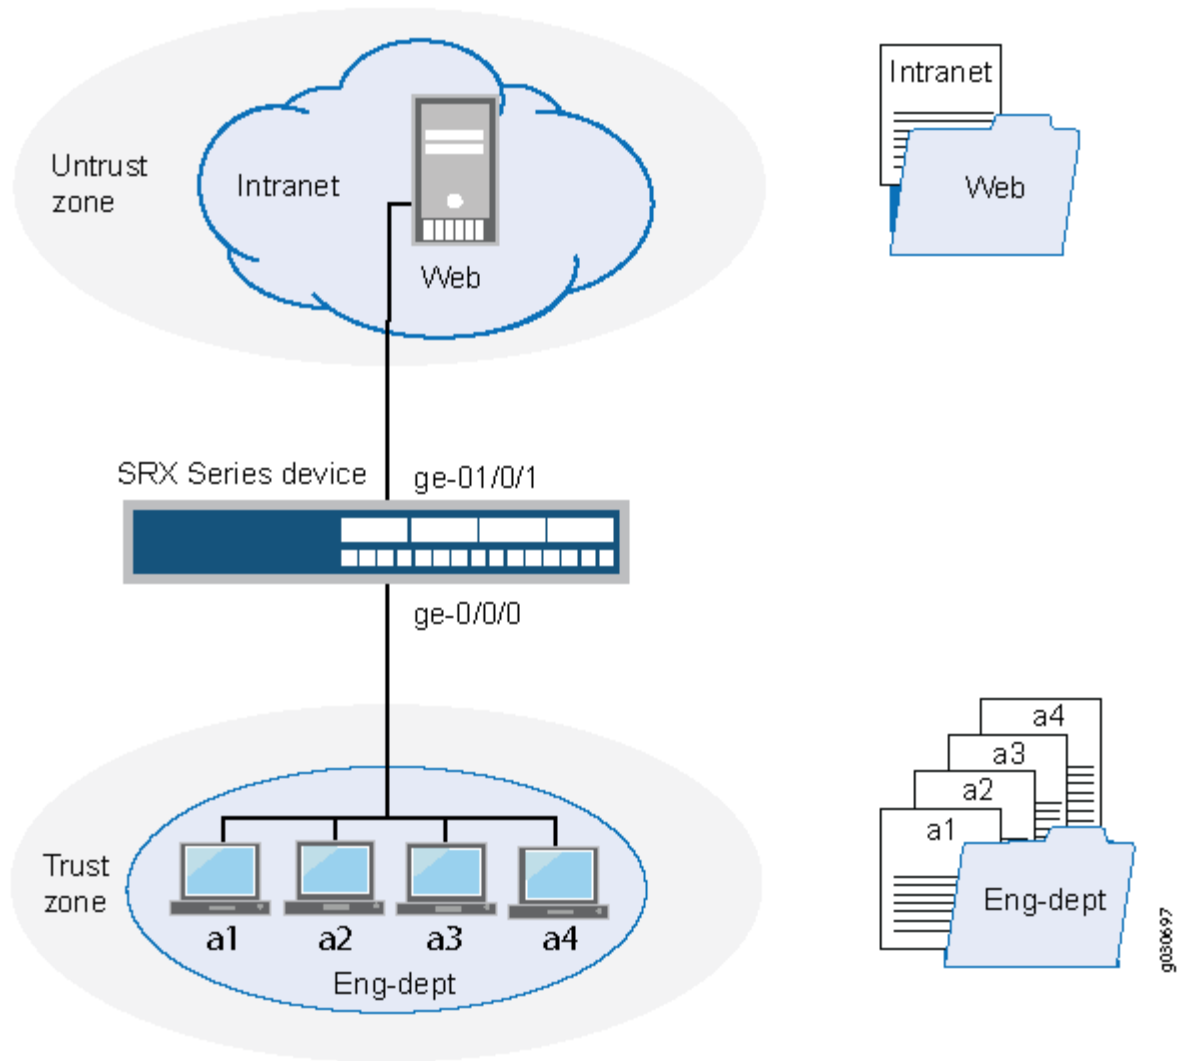 Intranet
Untrust
zone
Intranet
Web
Web
SRX Series device
ge-01/0/1
ge-0/0/0
a4
a3
a2
a1
Trust
zone
Eng-dept
a1 a2 a3 a4
Eng-dept
g030697